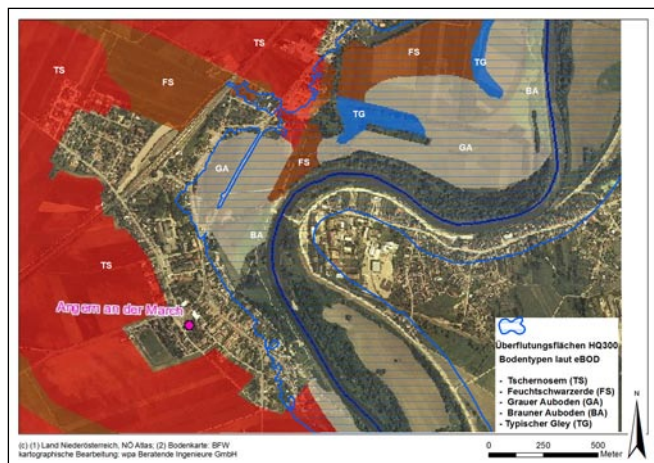 TS
FS
TS
FS
TG
BA
TG
GA
GA
FS
BA
TS
Angern an der March
Überflutungsflächen HQ300
Bodentypen laut eBOD
- Tschernosem (TS)
- Feuchtschwarzerde (FS)
- Grauer Auboden (GA)
- Brauner Auboden (BA)
- Typischer Gley (TG)
N
0 250 500
Meter
(c) (1) Land Niederösterreich, NÖ Atlas; (2) Bodenkarte: BFW
kartographische Bearbeitung: wpa Beratende Ingenieure GmbH